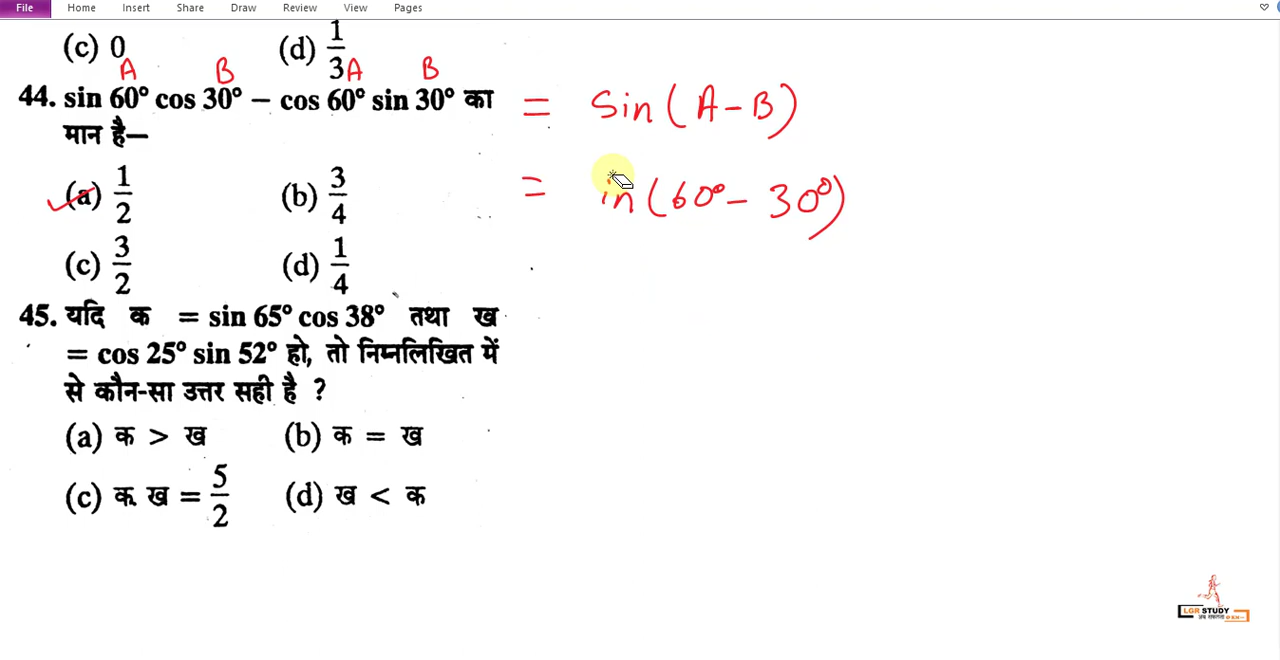 File Home Insert Share Draw Review View Pages
(c) 0 (d) 1/3
A B A B
44. sin 60° cos 30° − cos 60° sin 30° का = Sin(A−B)
मान है—
(a) 1/2 (b) 3/4 = in(60°− 30°)
(c) 3/2 (d) 1/4
45. यदि क = sin 65° cos 38° तथा ख
= cos 25° sin 52° हो, तो निम्नलिखित में
से कौन-सा उत्तर सही है ?
(a) क > ख (b) क = ख
(c) क. ख = 5/2 (d) ख < क
LGR STUDY